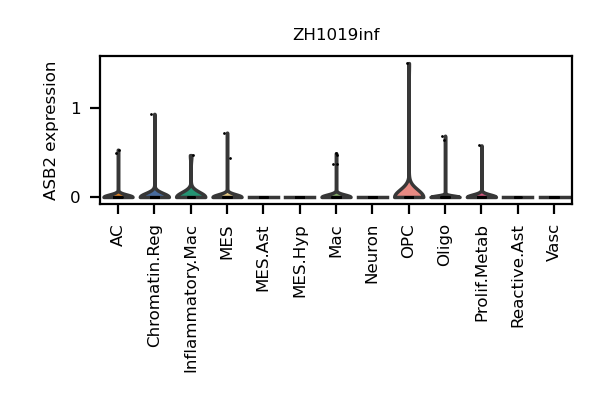 ZH1019inf
ASB2 expression
1
0
AC
Chromatin.Reg
Inflammatory.Mac
MES
MES.Ast
MES.Hyp
Mac
Neuron
OPC
Oligo
Prolif.Metab
Reactive.Ast
Vasc